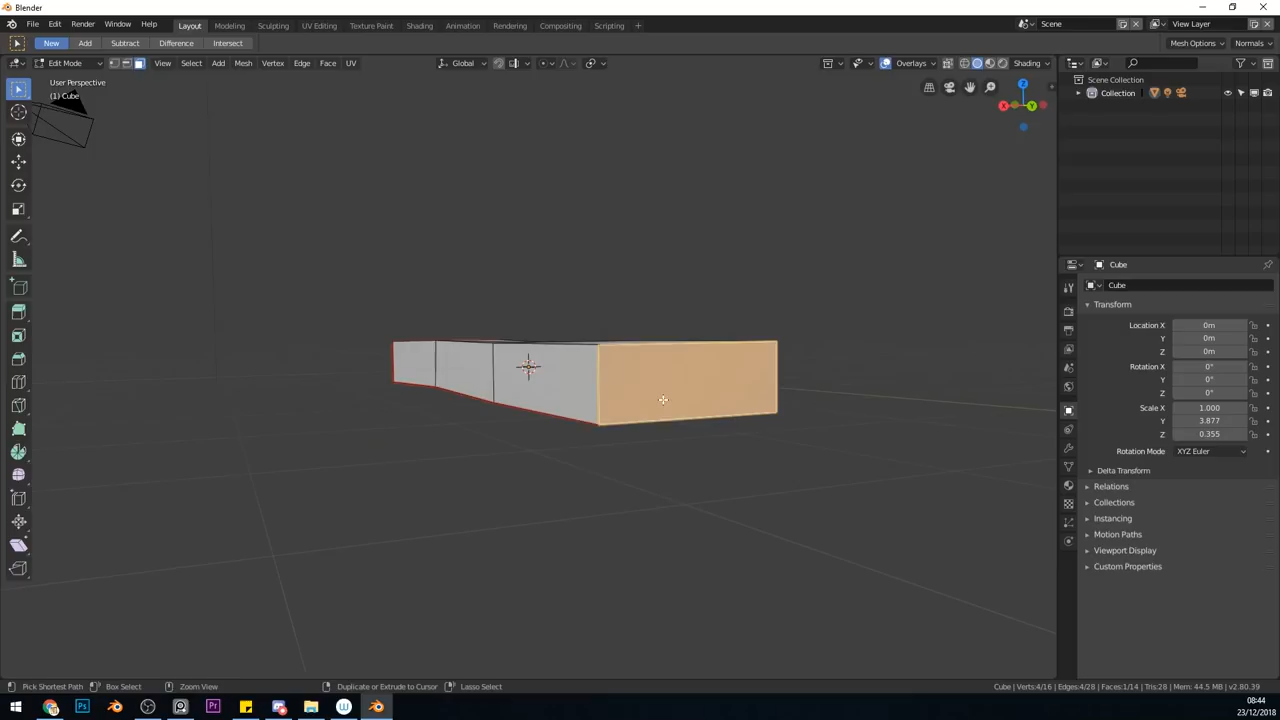 Blender
File Edit Render Window Help Layout Modeling Sculpting UV Editing Texture Paint Shading Animation Rendering Compositing Scripting + Scene View Layer
New Add Subtract Difference Intersect Mesh Options Normals
Edit Mode View Select Add Mesh Vertex Edge Face UV Global Overlays Shading
User Perspective
(1) Cube
Scene Collection
Collection
X Y Z
Cube
Cube
Transform
Location X 0m
Y 0m
Z 0m
Rotation X 0°
Y 0°
Z 0°
Scale X 1.000
Y 3.877
Z 0.355
Rotation Mode XYZ Euler
Delta Transform
Relations
Collections
Instancing
Motion Paths
Viewport Display
Custom Properties
Pick Shortest Path Box Select Zoom View Duplicate or Extrude to Cursor Lasso Select Cube | Verts:4/16 | Edges:4/28 | Faces:1/14 | Tris:28 | Mem: 44.5 MB | v2.80.39
Ps Pr 08:44
23/12/2018